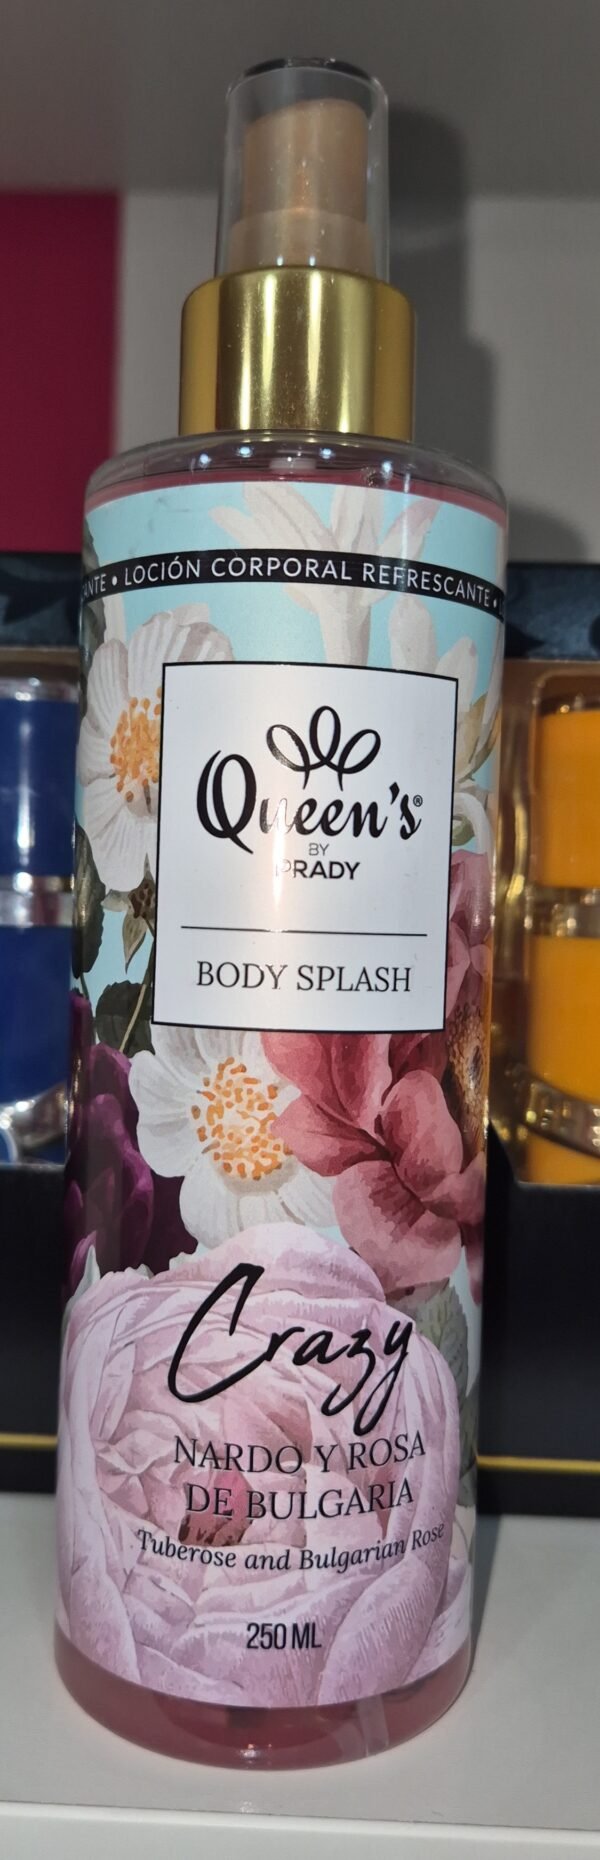 LOCIÓN CORPORAL REFRESCANTE
Queen's®
BY
PRADY
BODY SPLASH
Crazy
NARDO Y ROSA
DE BULGARIA
Tuberose and Bulgarian Rose
250 ML